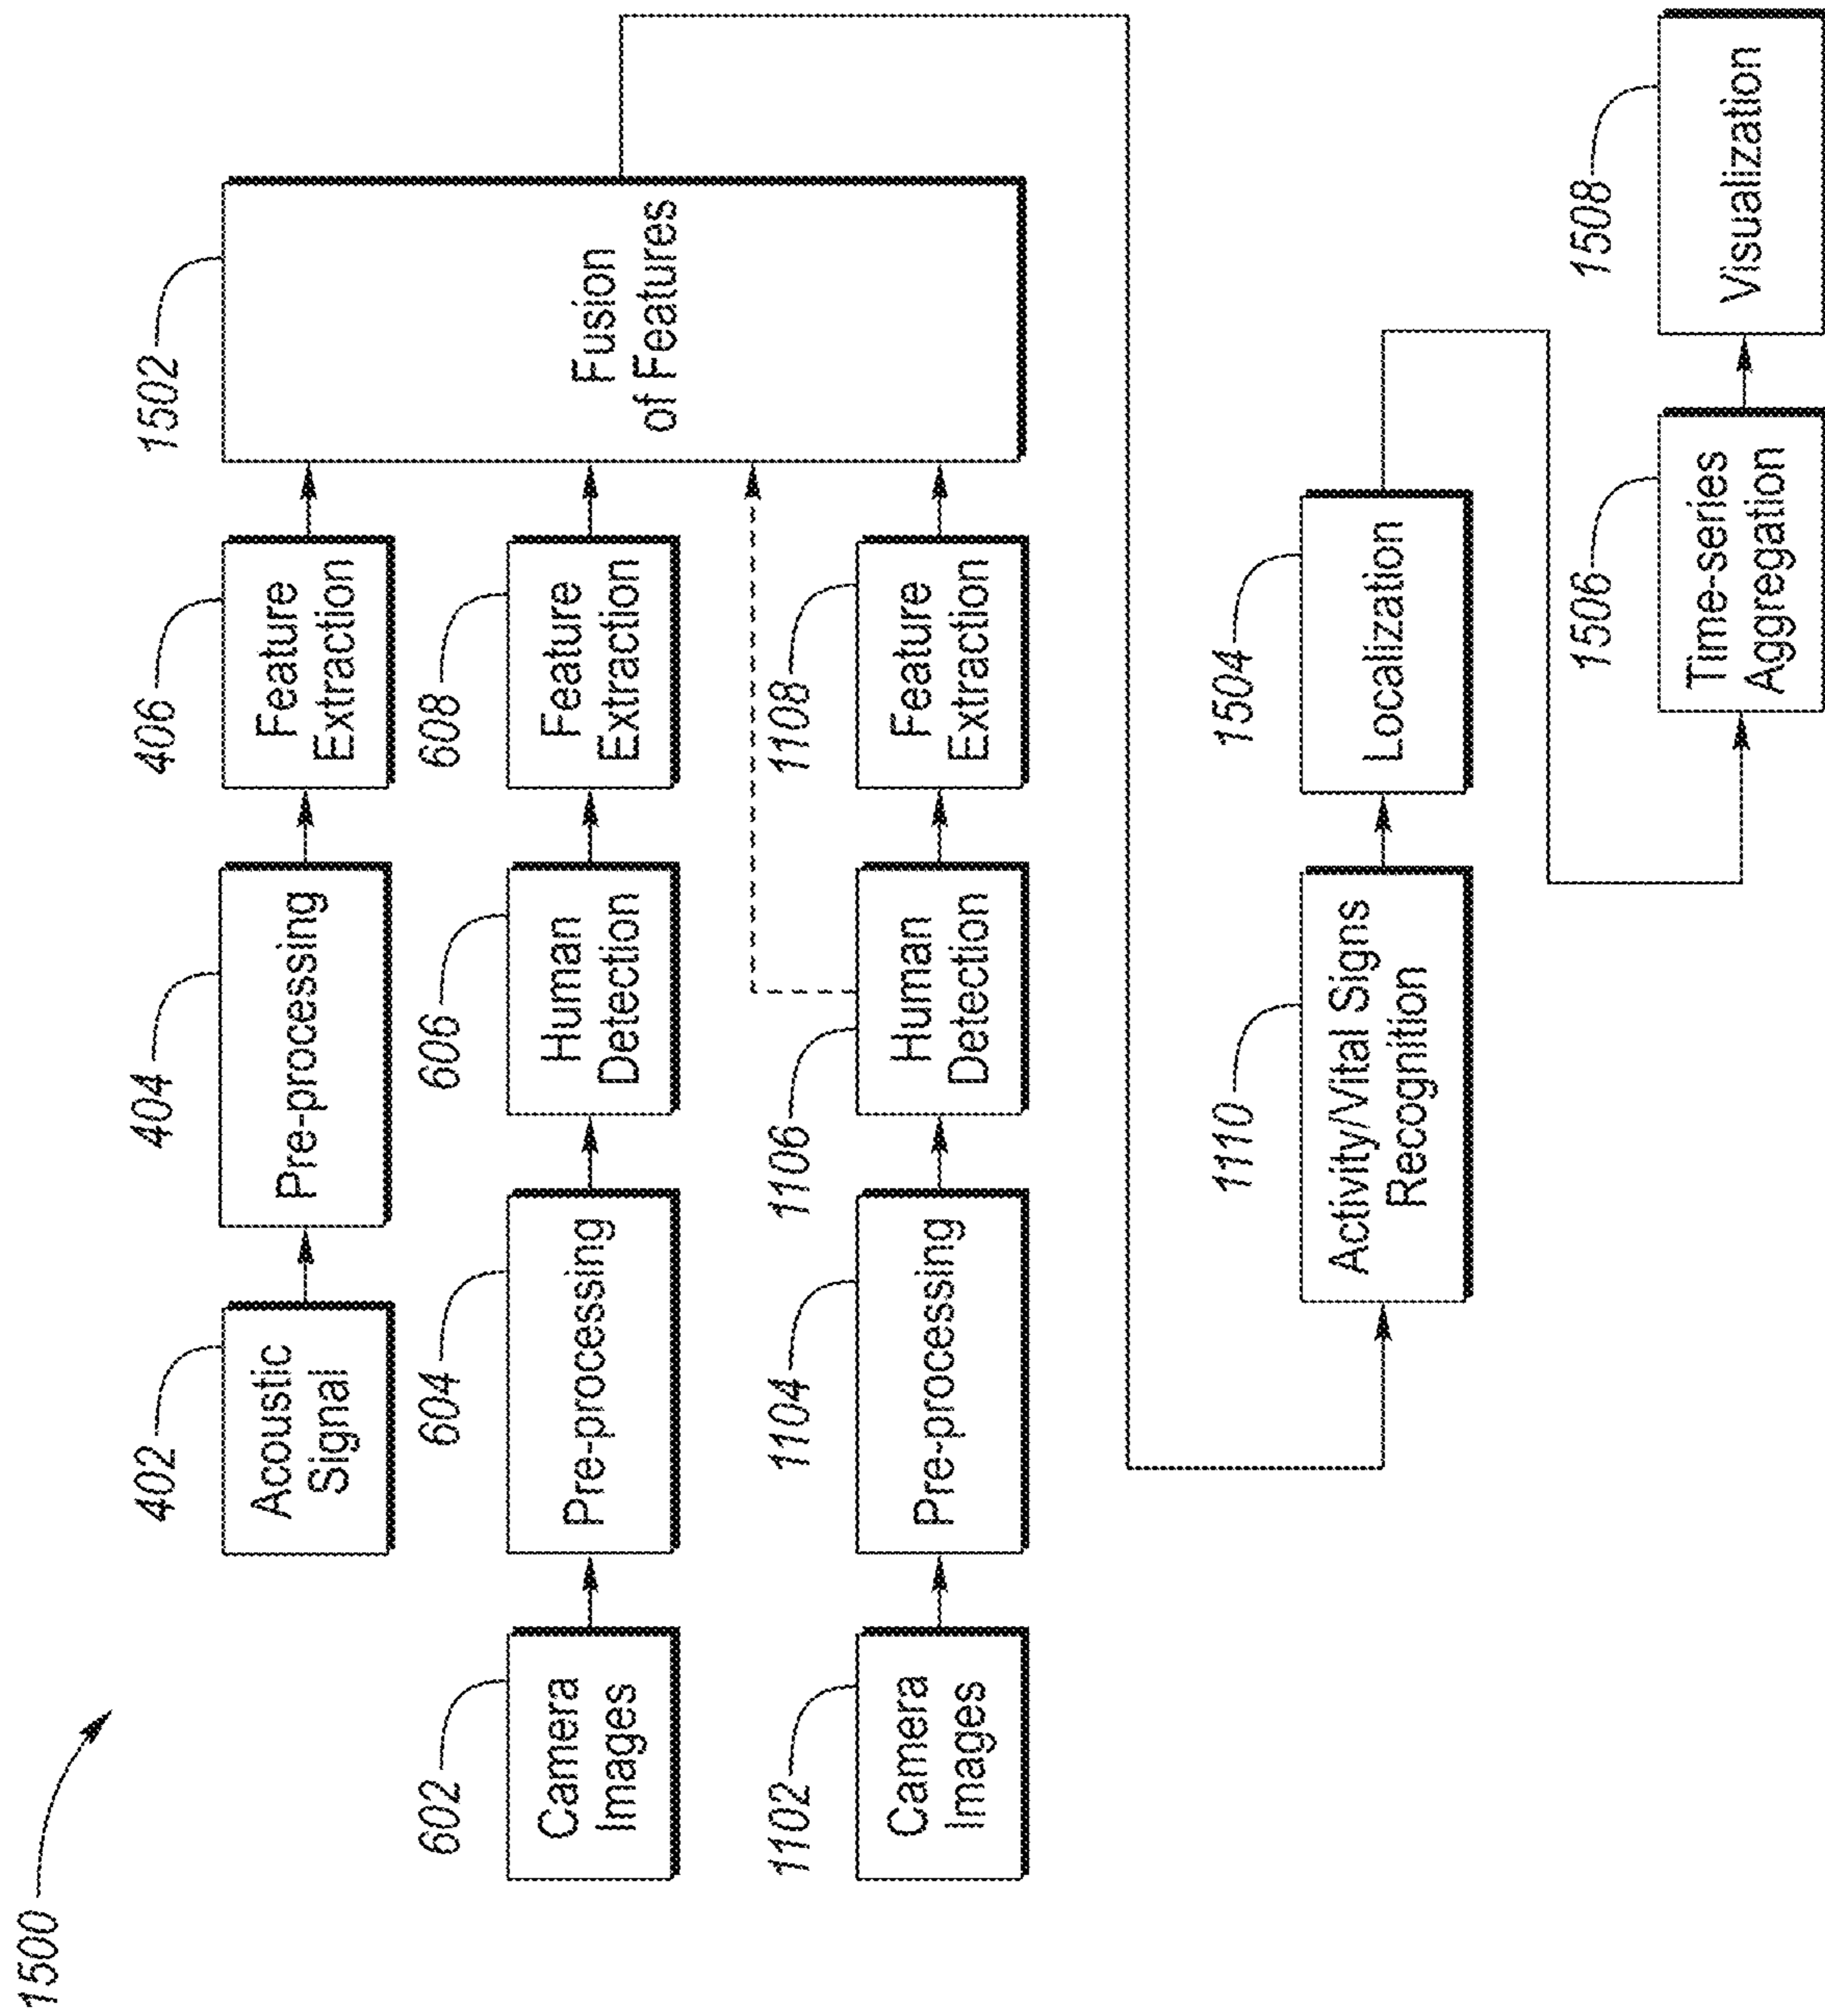 1500
402
Acoustic
Signal
404
Pre-processing
406
Feature
Extraction
1502
Fusion
of Features
602
Camera
Images
604
Pre-processing
606
Human
Detection
608
Feature
Extraction
1102
Camera
Images
1104
Pre-processing
1106
Human
Detection
1108
Feature
Extraction
1110
Activity/Vital Signs
Recognition
1504
Localization
1506
Time-series
Aggregation
1508
Visualization